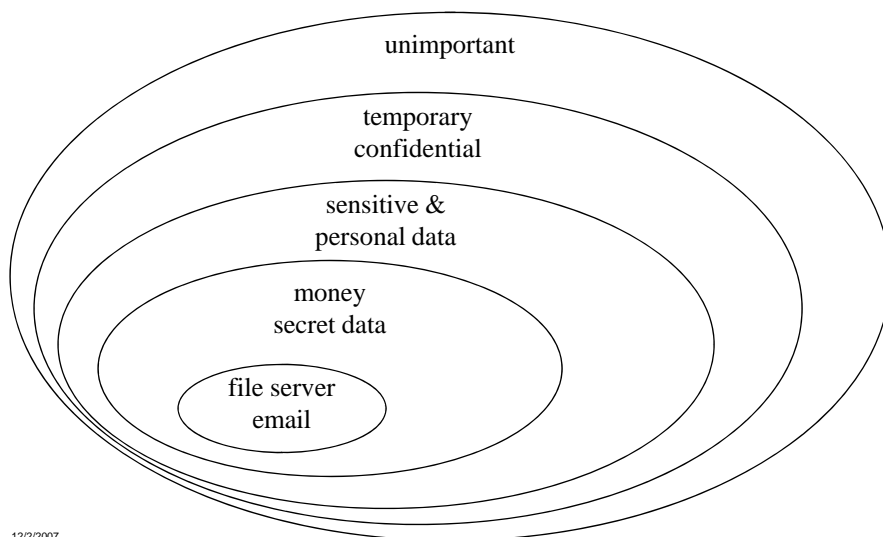 unimportant
temporary
confidential
sensitive &
personal data
money
secret data
file server
email
12/2/2007